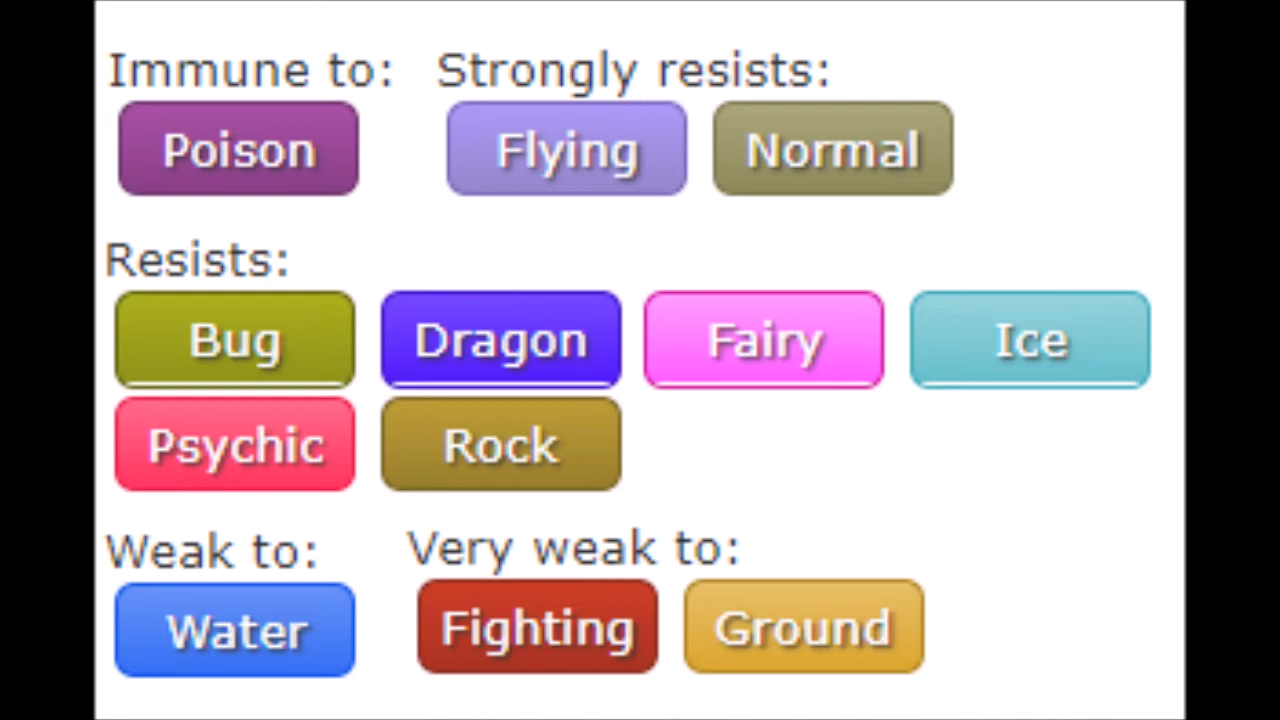 Immune to: Strongly resists:
Poison Flying Normal
Resists:
Bug Dragon Fairy Ice
Psychic Rock
Weak to: Very weak to:
Water Fighting Ground